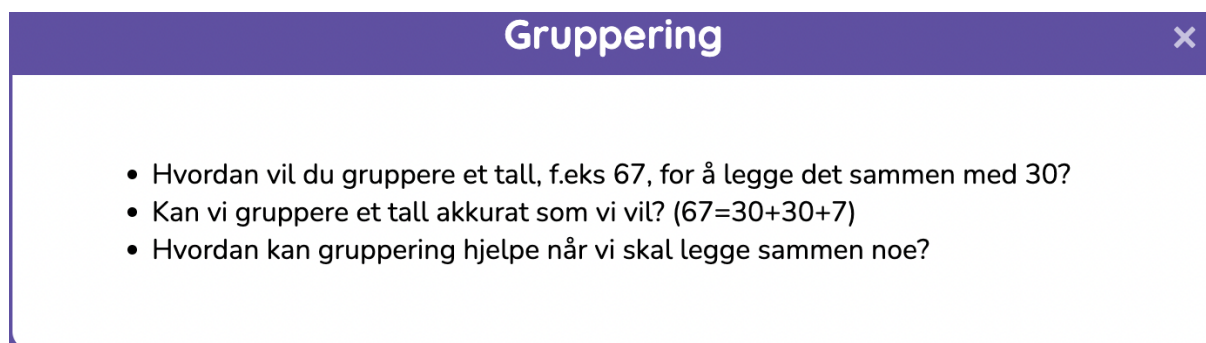 Gruppering
• Hvordan vil du gruppere et tall, f.eks 67, for å legge det sammen med 30?
• Kan vi gruppere et tall akkurat som vi vil? (67=30+30+7)
• Hvordan kan gruppering hjelpe når vi skal legge sammen noe?